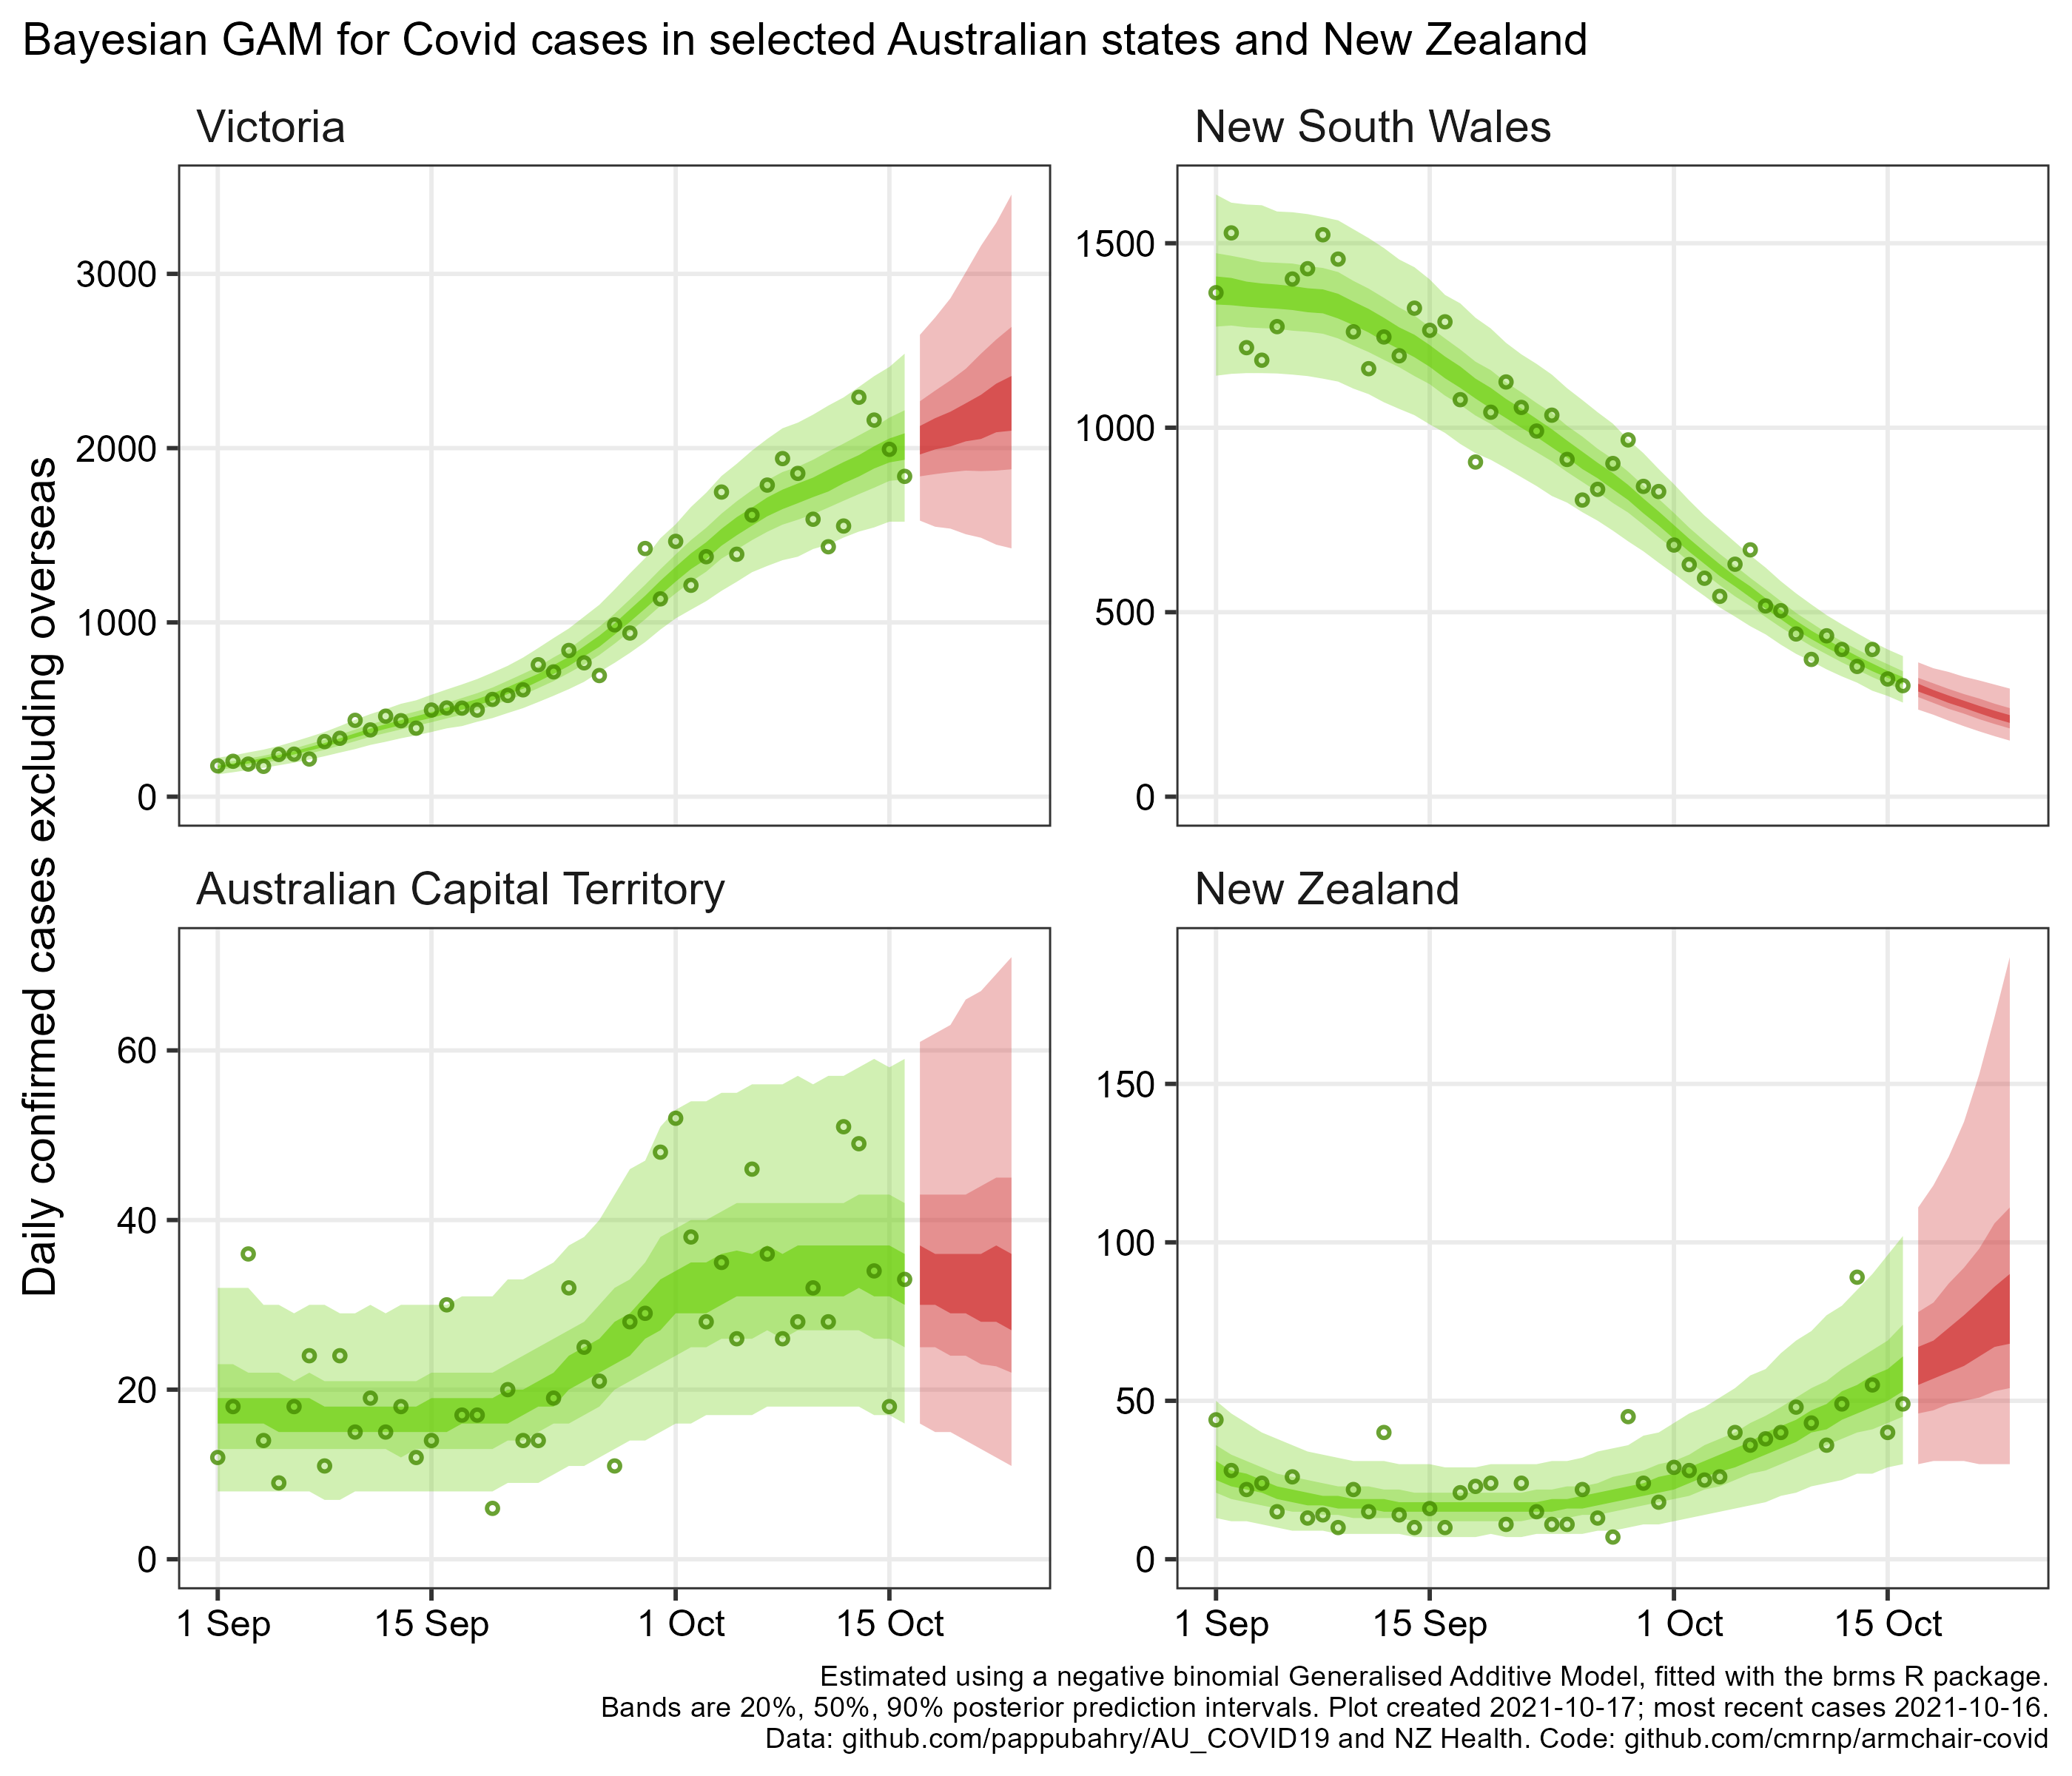 Bayesian GAM for Covid cases in selected Australian states and New Zealand
Daily confirmed cases excluding overseas
Victoria
3000
2000
1000
0
New South Wales
1500
1000
500
0
Australian Capital Territory
60
40
20
0
1 Sep 15 Sep 1 Oct 15 Oct
New Zealand
150
100
50
0
1 Sep 15 Sep 1 Oct 15 Oct
Estimated using a negative binomial Generalised Additive Model, fitted with the brms R package.
Bands are 20%, 50%, 90% posterior prediction intervals. Plot created 2021-10-17; most recent cases 2021-10-16.
Data: github.com/pappubahry/AU_COVID19 and NZ Health. Code: github.com/cmrnp/armchair-covid